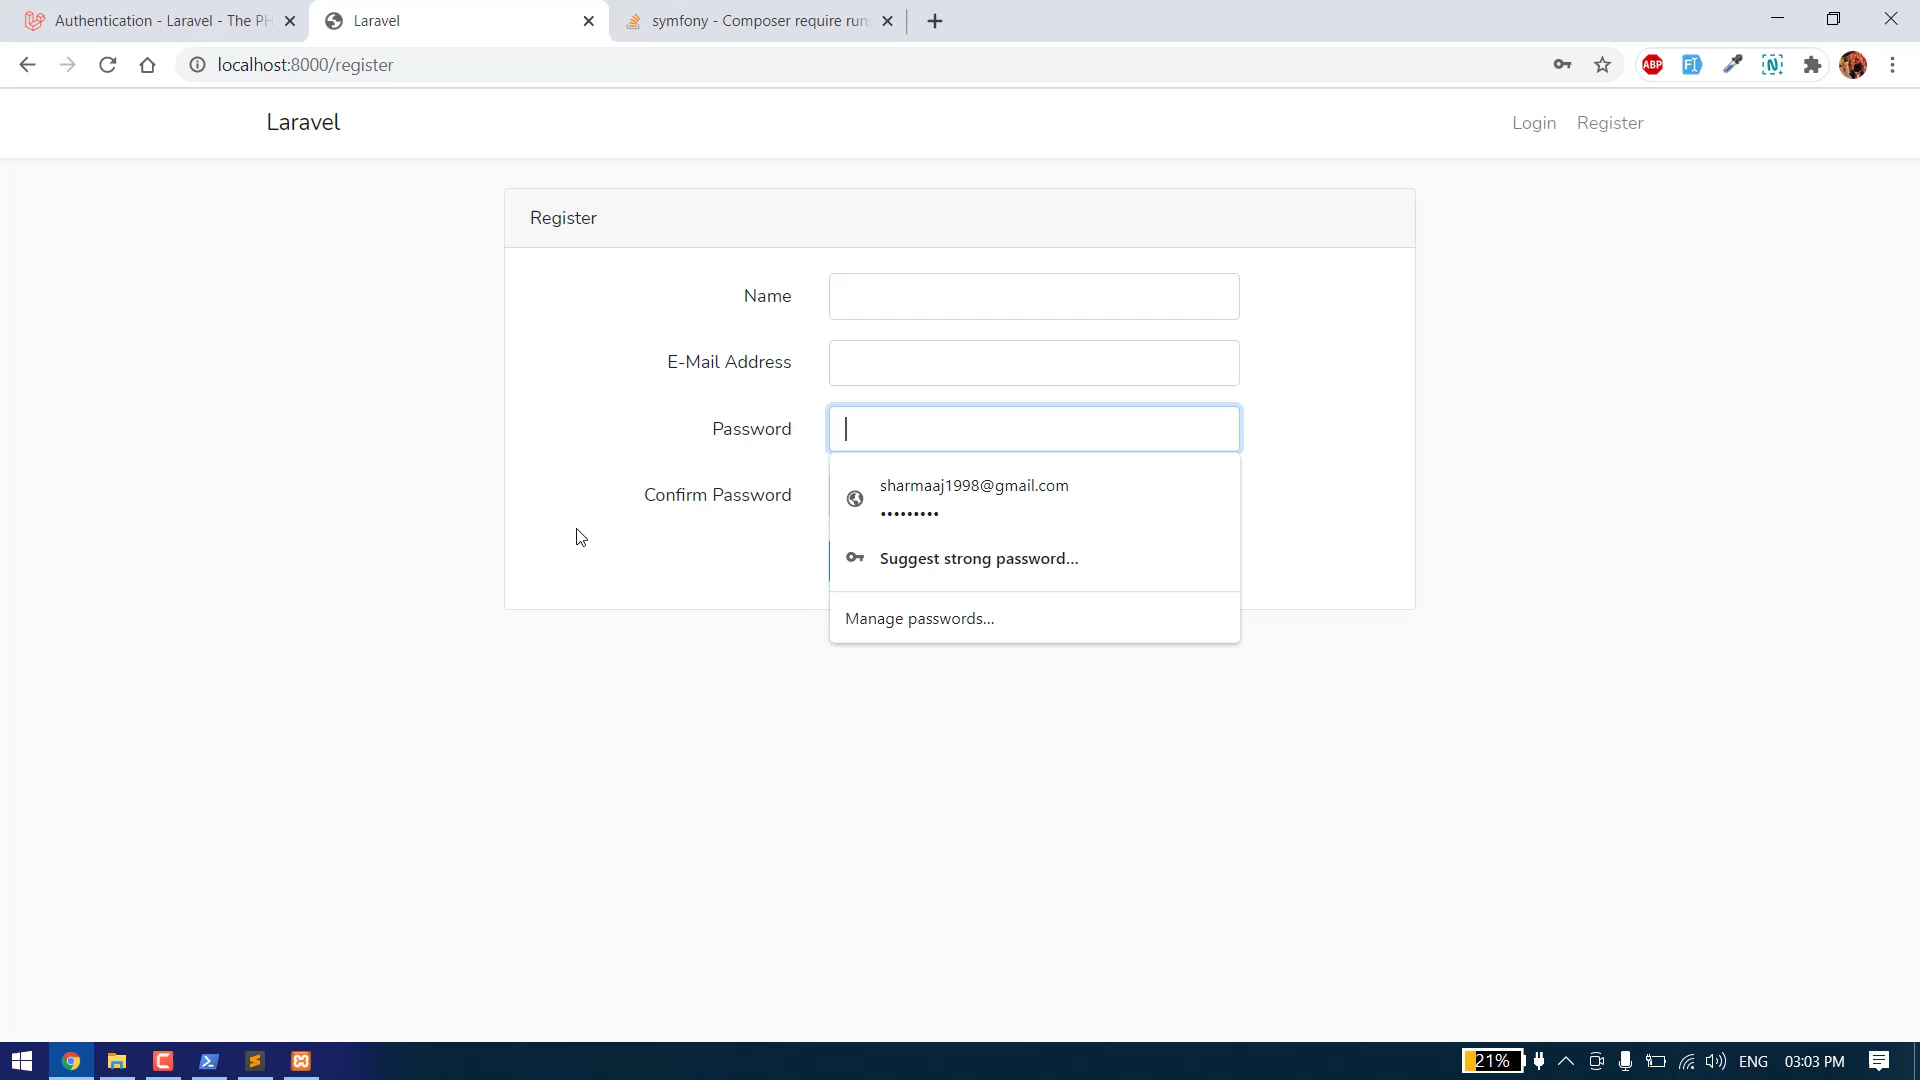 Authentication - Laravel - The PH
Laravel
symfony - Composer require run
localhost:8000/register
ABP
Laravel
Login
Register
Register
Name
E-Mail Address
Password
sharmaaj1998@gmail.com
•••••••••
Confirm Password
Suggest strong password...
Manage passwords...
21%
ENG
03:03 PM